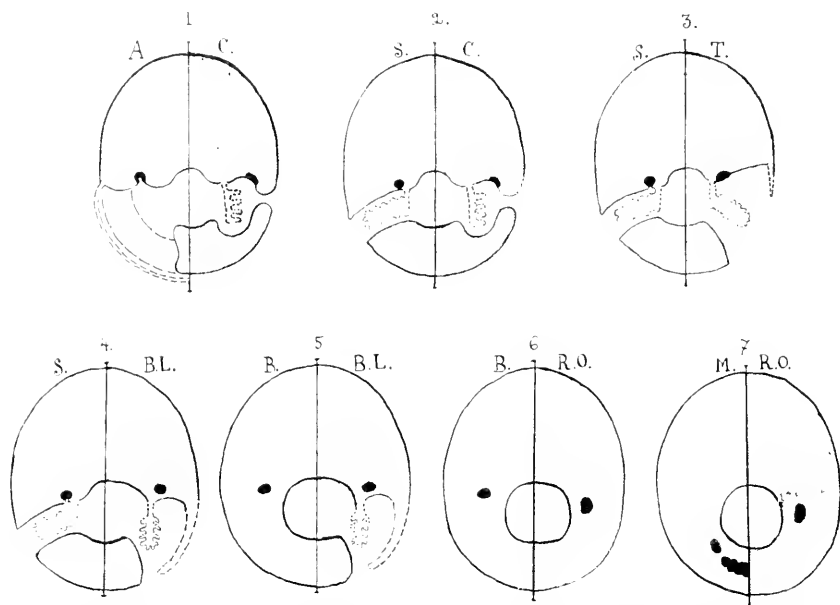 1
A C.
2.
S. C.
3.
S. T.
4.
S. B.L.
5
B. B.L.
6
B. R.O.
7
M. R.O.